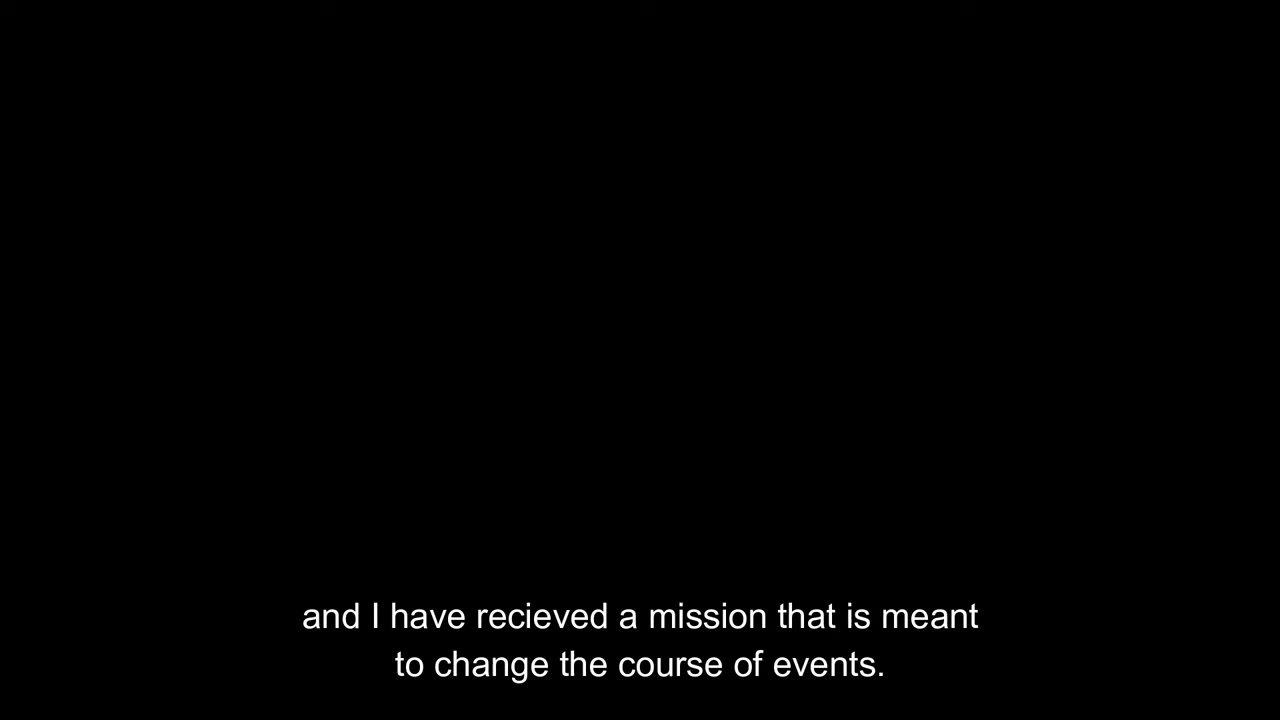 and I have recieved a mission that is meant
to change the course of events.